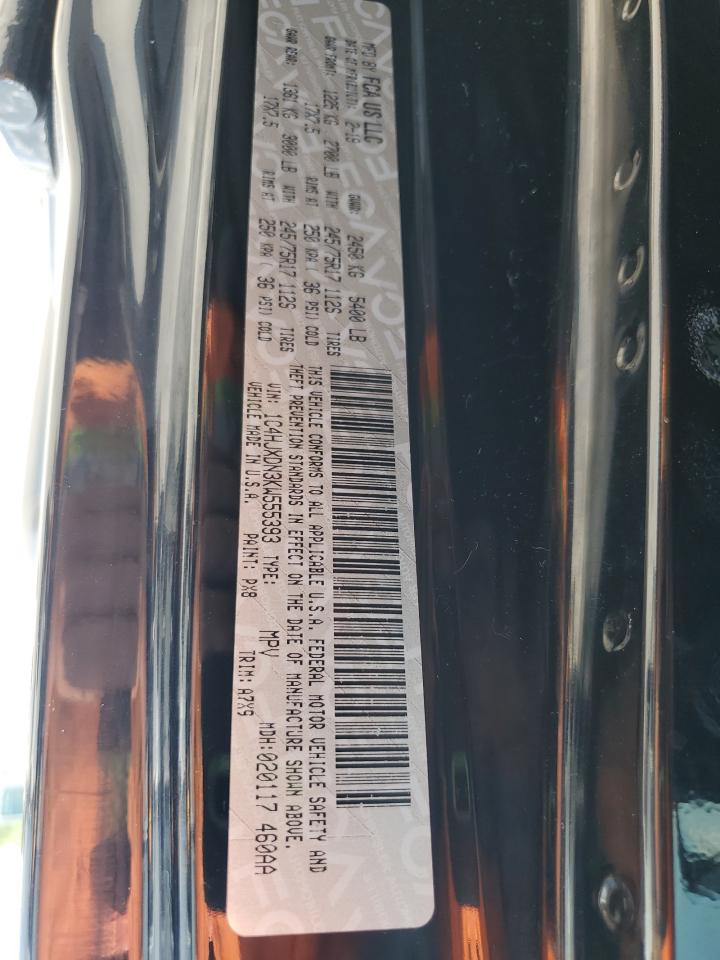 MFD BY FCA US LLC
DATE OF MFR: 2-19 GVWR: 2450 KG 5400 LB
GAWR FRONT: 1225 KG 2700 LB WITH 245/75R17 112S TIRES
17X7.5 RIMS AT 250 KPA ( 36 PSI) COLD
GAWR REAR: 1361 KG 3000 LB WITH 245/75R17 112S TIRES
17X7.5 RIMS AT 250 KPA ( 36 PSI) COLD
THIS VEHICLE CONFORMS TO ALL APPLICABLE U.S.A. FEDERAL MOTOR VEHICLE SAFETY AND
THEFT PREVENTION STANDARDS IN EFFECT ON THE DATE OF MANUFACTURE SHOWN ABOVE.
VIN: 1C4HJXDN3KW555393 TYPE: MPV MDH:020117 460AA
VEHICLE MADE IN U.S.A. PAINT: PX8 TRIM: A7X9